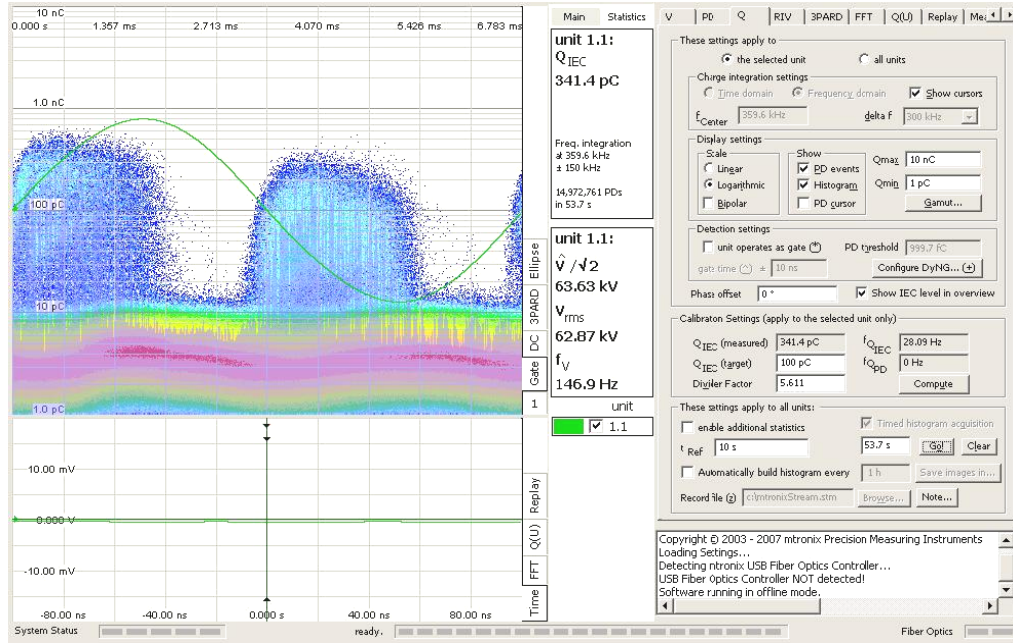 10 nC
0.000 s 1.357 ms 2.713 ms 4.070 ms 5.426 ms 6.783 ms
1.0 nC
100 pC
10 pC
1.0 pC
Ellipse
3PARD
DC
Gate
1
10.00 mV
0.000 V
-10.00 mV
-80.00 ns -40.00 ns 0.000 s 40.00 ns 80.00 ns
Replay
Q(U)
FFT
Time
System Status
ready.
Fiber Optics
Main Statistics
unit 1.1:
QIEC
341.4 pC
Freq. integration
at 359.6 kHz
± 150 kHz
14,972,761 PDs
in 53.7 s
unit 1.1:
v̂ /√2
63.63 kV
Vrms
62.87 kV
fV
146.9 Hz
unit
1.1
V PD Q RIV 3PARD FFT Q(U) Replay
These settings apply to
the selected unit all units
Charge integration settings
Time domain Frequency domain Show cursors
fCenter 359.6 kHz delta f 300 kHz
Display settings
Scale Show
Linear PD events Qmax 10 nC
Logarithmic Histogram Qmin 1 pC
Bipolar PD cursor Gamut...
Detection settings
unit operates as gate (*) PD threshold 999.7 fC
gate time (^) ± 10 ns Configure DyNG... (+)
Phase offset 0 ° Show IEC level in overview
Calibraton Settings (apply to the selected unit only)
QIEC (measured) 341.4 pC fQIEC 28.09 Hz
QIEC (target) 100 pC fQPD 0 Hz
Divider Factor 5.611 Compute
These settings apply to all units:
enable additional statistics Timed histogram acquisition
tRef 10 s 53.7 s Go! Clear
Automatically build histogram every 1 h Save images in...
Record file (z) c:\mtronixStream.stm Browse... Note...
Copyright © 2003 - 2007 mtronix Precision Measuring Instruments
Loading Settings...
Detecting mtronix USB Fiber Optics Controller...
USB Fiber Optics Controller NOT detected!
Software running in offline mode.